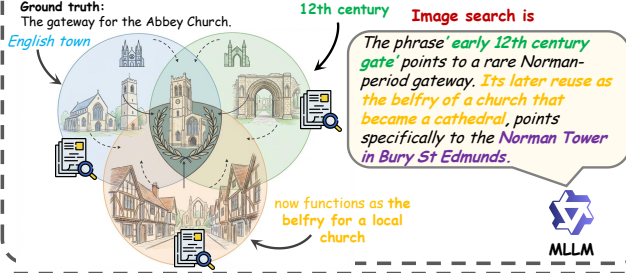 Ground truth:
The gateway for the Abbey Church.
English town
12th century
now functions as the
belfry for a local
church
Image search is
The phrase' early 12th century
gate' points to a rare Norman-
period gateway. Its later reuse as
the belfry of a church that
became a cathedral, points
specifically to the Norman Tower
in Bury St Edmunds.
MLLM